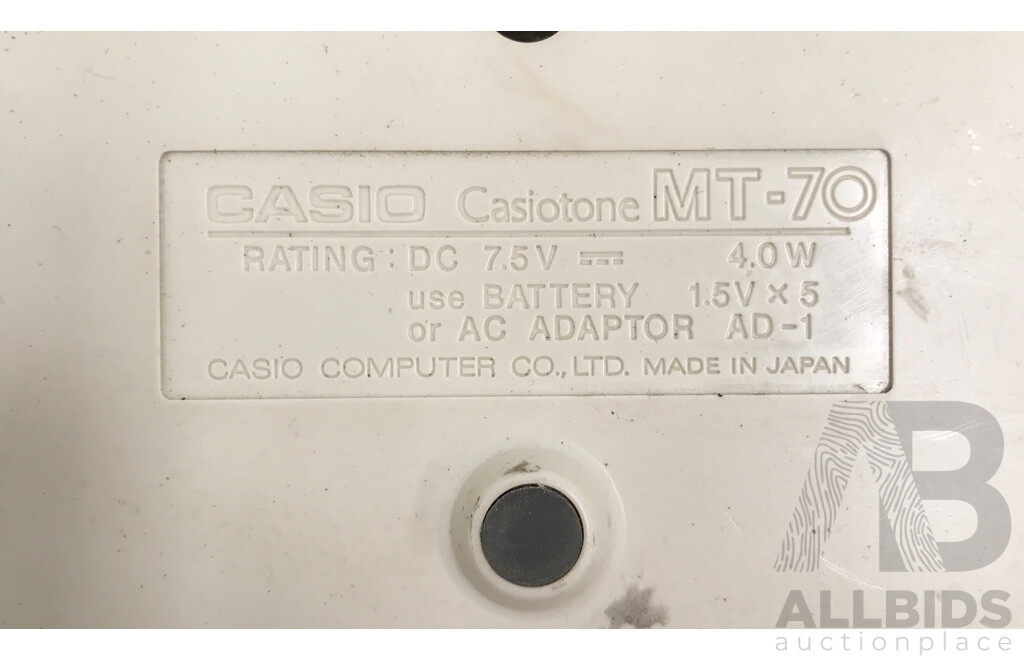 CASIO Casiotone MT-70
RATING: DC 7.5V ⎓ 4.0W
use BATTERY 1.5V × 5
or AC ADAPTOR AD-1
CASIO COMPUTER CO., LTD. MADE IN JAPAN
AB
ALLBIDS
auctionplace